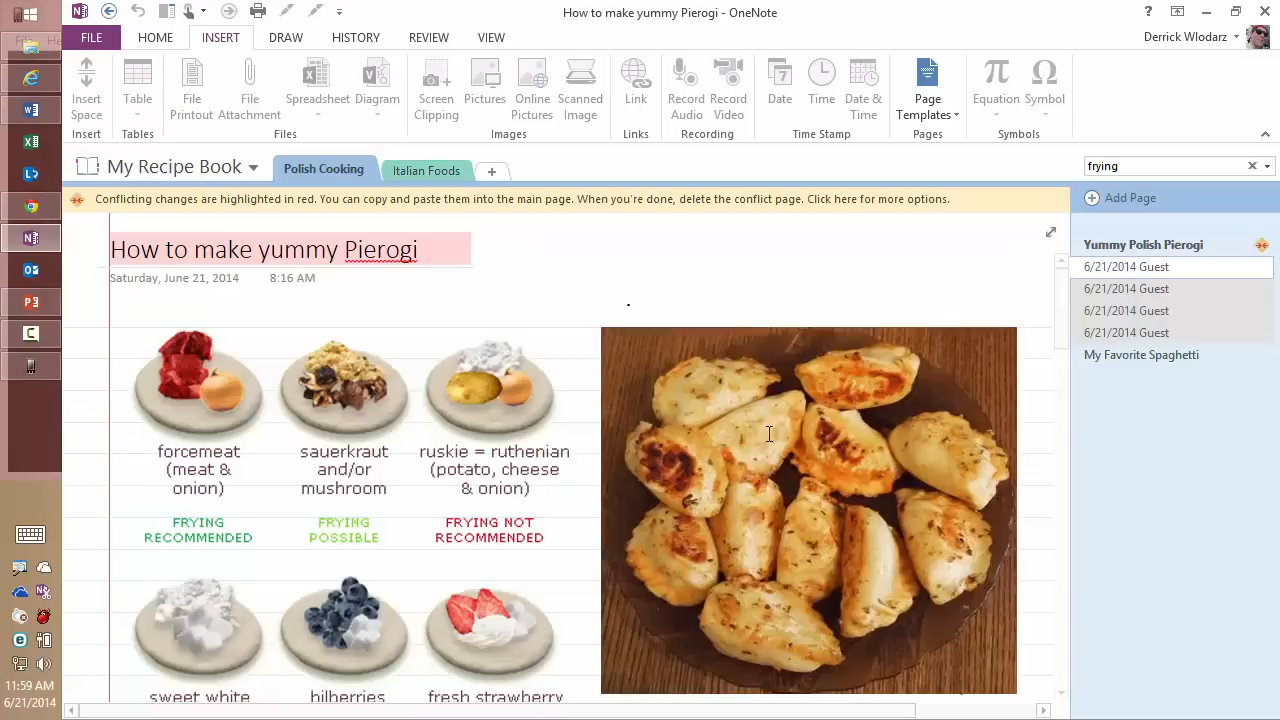 How to make yummy Pierogi - OneNote
FILE HOME INSERT DRAW HISTORY REVIEW VIEW
Derrick Wlodarz
Insert Space
Table
File Printout
File Attachment
Spreadsheet
Diagram
Screen Clipping
Pictures
Online Pictures
Scanned Image
Link
Record Audio
Record Video
Date
Time
Date & Time
Page Templates
Equation
Symbol
Insert Tables Files Images Links Recording Time Stamp Pages Symbols
My Recipe Book Polish Cooking Italian Foods
frying
Conflicting changes are highlighted in red. You can copy and paste them into the main page. When you're done, delete the conflict page. Click here for more options.
Add Page
How to make yummy Pierogi
Saturday, June 21, 2014 8:16 AM
Yummy Polish Pierogi
6/21/2014 Guest
6/21/2014 Guest
6/21/2014 Guest
6/21/2014 Guest
My Favorite Spaghetti
forcemeat
(meat &
onion)
FRYING
RECOMMENDED
sauerkraut
and/or
mushroom
FRYING
POSSIBLE
ruskie = ruthenian
(potato, cheese
& onion)
FRYING NOT
RECOMMENDED
sweet white
bilberries
fresh strawberry
11:59 AM
6/21/2014